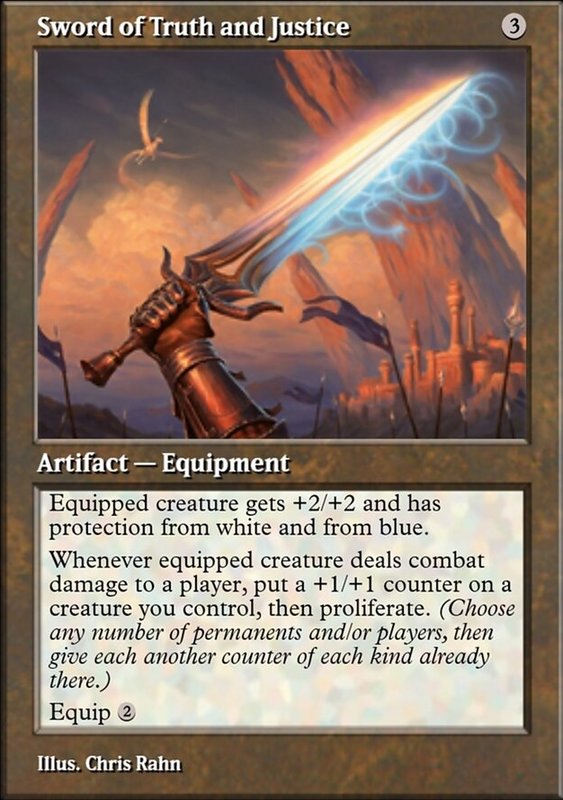 Sword of Truth and Justice 3
Artifact — Equipment
Equipped creature gets +2/+2 and has
protection from white and from blue.
Whenever equipped creature deals combat
damage to a player, put a +1/+1 counter on a
creature you control, then proliferate. (Choose
any number of permanents and/or players, then
give each another counter of each kind already
there.)
Equip 2
Illus. Chris Rahn